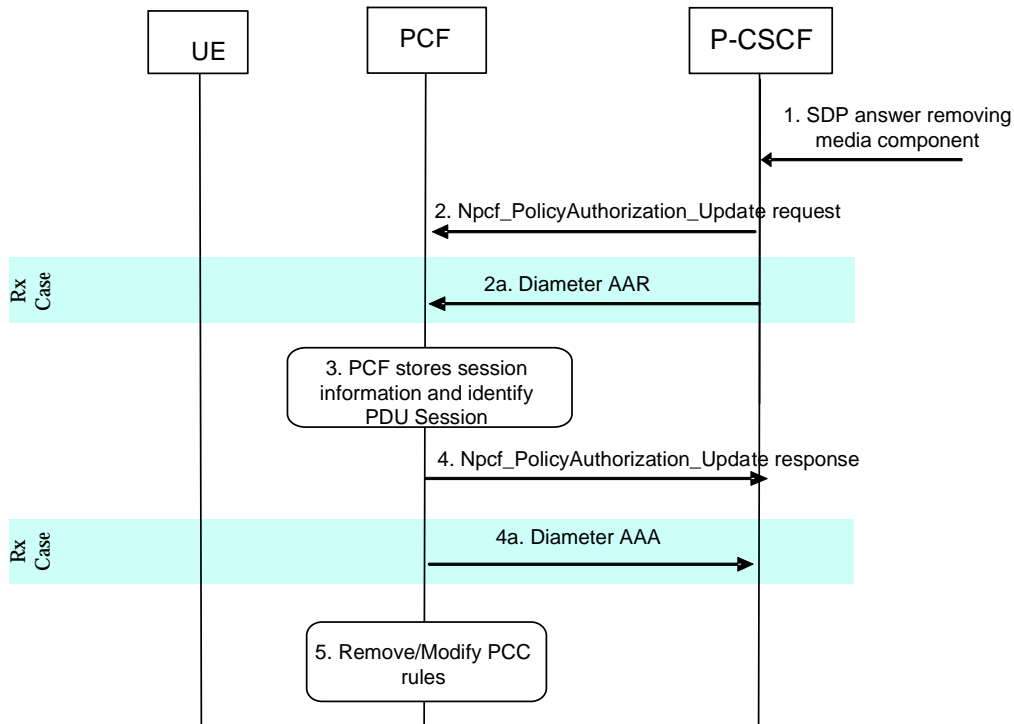 UE
PCF
P-CSCF
1. SDP answer removing
media component
2. Npcf_PolicyAuthorization_Update request
Rx
Case
2a. Diameter AAR
3. PCF stores session
information and identify
PDU Session
4. Npcf_PolicyAuthorization_Update response
Rx
Case
4a. Diameter AAA
5. Remove/Modify PCC
rules